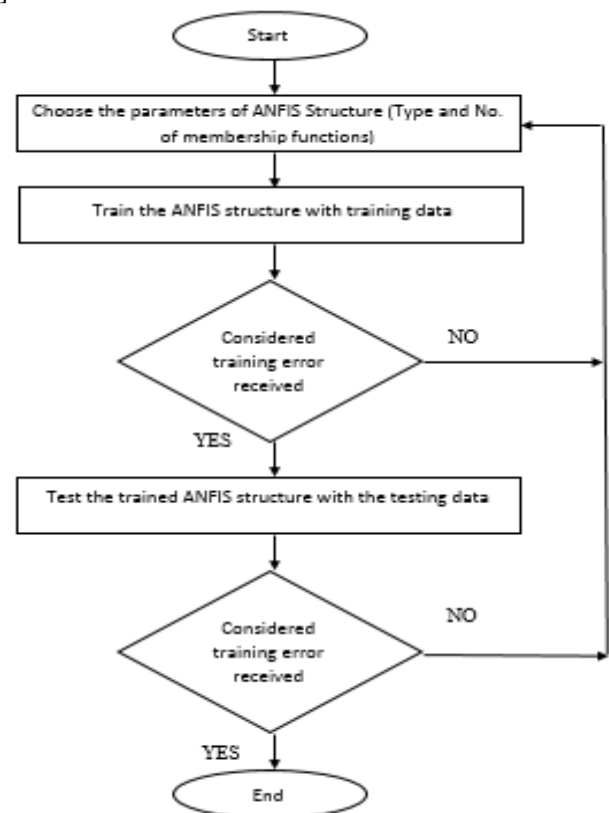 Start
Choose the parameters of ANFIS Structure (Type and No.
of membership functions)
Train the ANFIS structure with training data
Considered
training error
received
NO
YES
Test the trained ANFIS structure with the testing data
Considered
training error
received
NO
YES
End